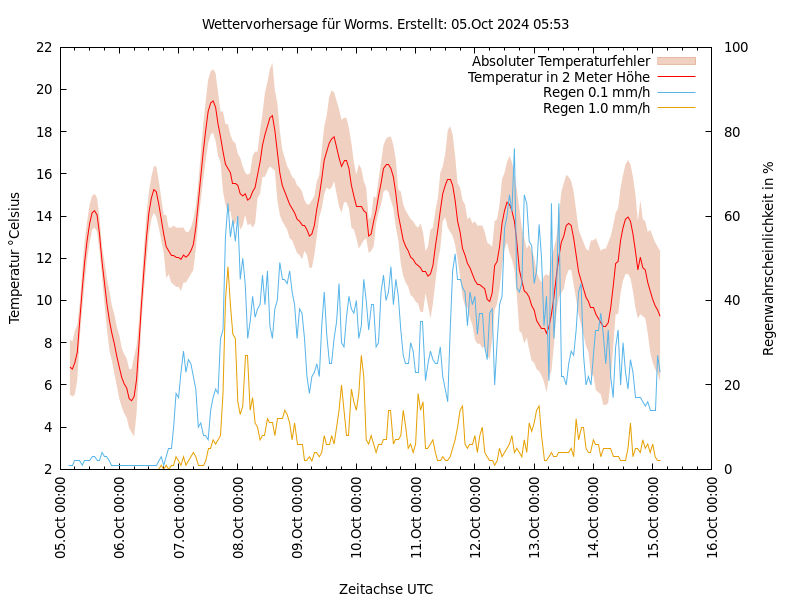 Wettervorhersage für Worms. Erstellt: 05.Oct 2024 05:53
Absoluter Temperaturfehler
Temperatur in 2 Meter Höhe
Regen 0.1 mm/h
Regen 1.0 mm/h
Temperatur °Celsius
22
20
18
16
14
12
10
8
6
4
2
100
80
60
40
20
0
Regenwahrscheinlichkeit in %
05.Oct 00:00
06.Oct 00:00
07.Oct 00:00
08.Oct 00:00
09.Oct 00:00
10.Oct 00:00
11.Oct 00:00
12.Oct 00:00
13.Oct 00:00
14.Oct 00:00
15.Oct 00:00
16.Oct 00:00
Zeitachse UTC